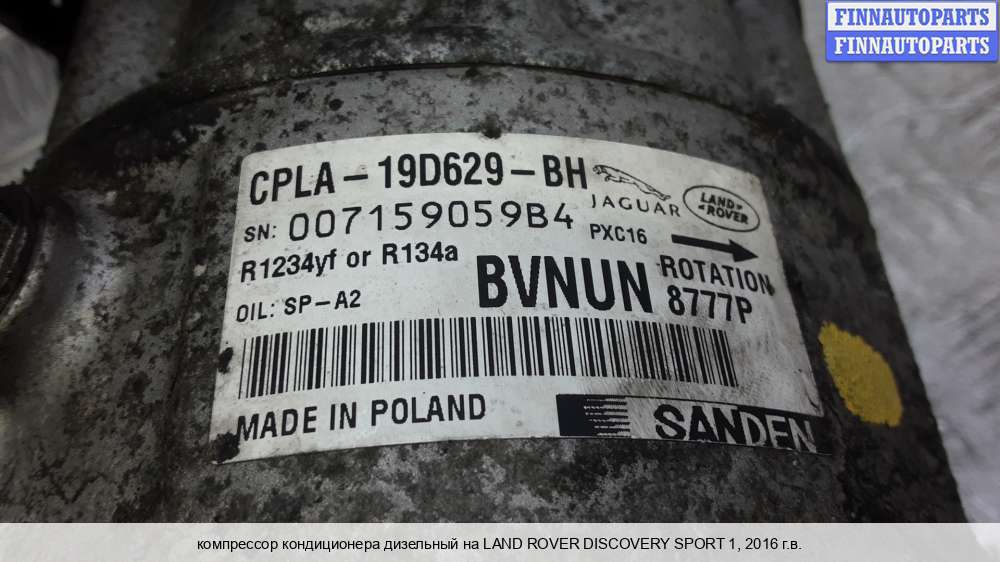 FINNAUTOPARTS
FINNAUTOPARTS
CPLA-19D629-BH
JAGUAR
LAND ROVER
SN: 007159059B4
PXC16
R1234yf or R134a
ROTATION
OIL: SP-A2
BVNUN
8777P
MADE IN POLAND
SANDEN
компрессор кондиционера дизельный на LAND ROVER DISCOVERY SPORT 1, 2016 г.в.